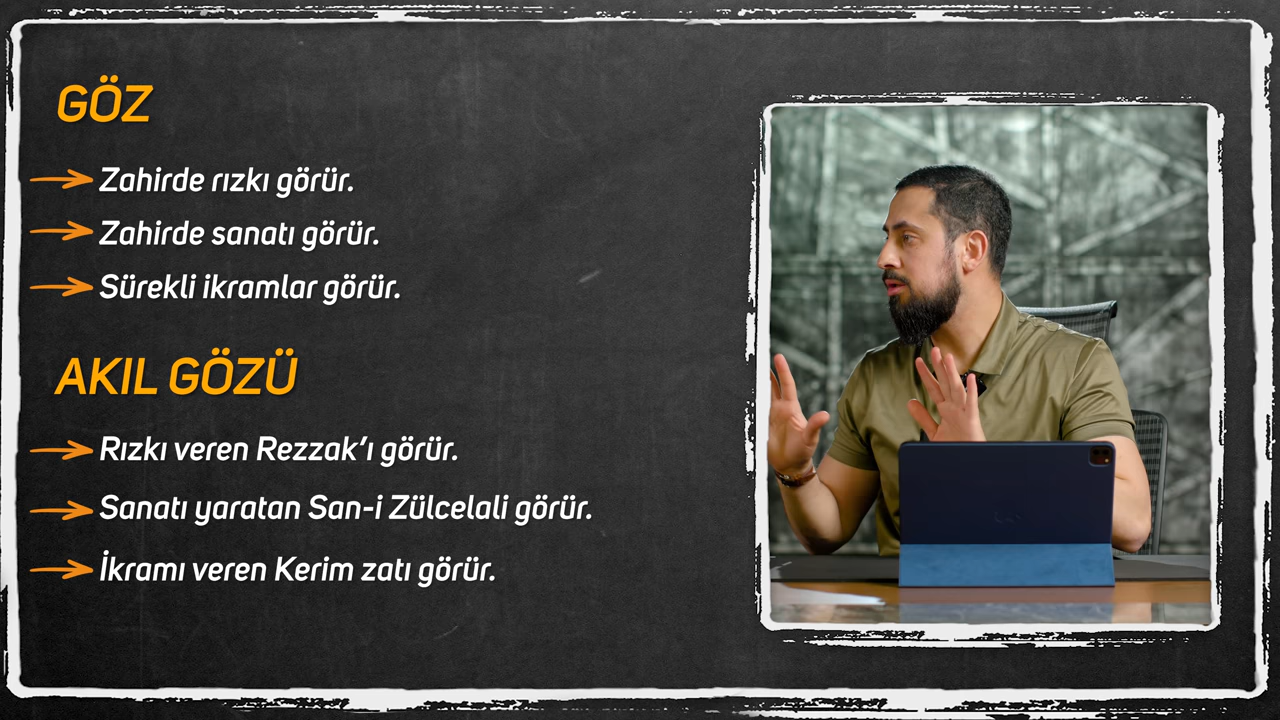 GÖZ
Zahirde rızkı görür.
Zahirde sanatı görür.
Sürekli ikramlar görür.
AKIL GÖZÜ
Rızkı veren Rezzak’ı görür.
Sanatı yaratan San-i Zülcelali görür.
İkramı veren Kerim zatı görür.